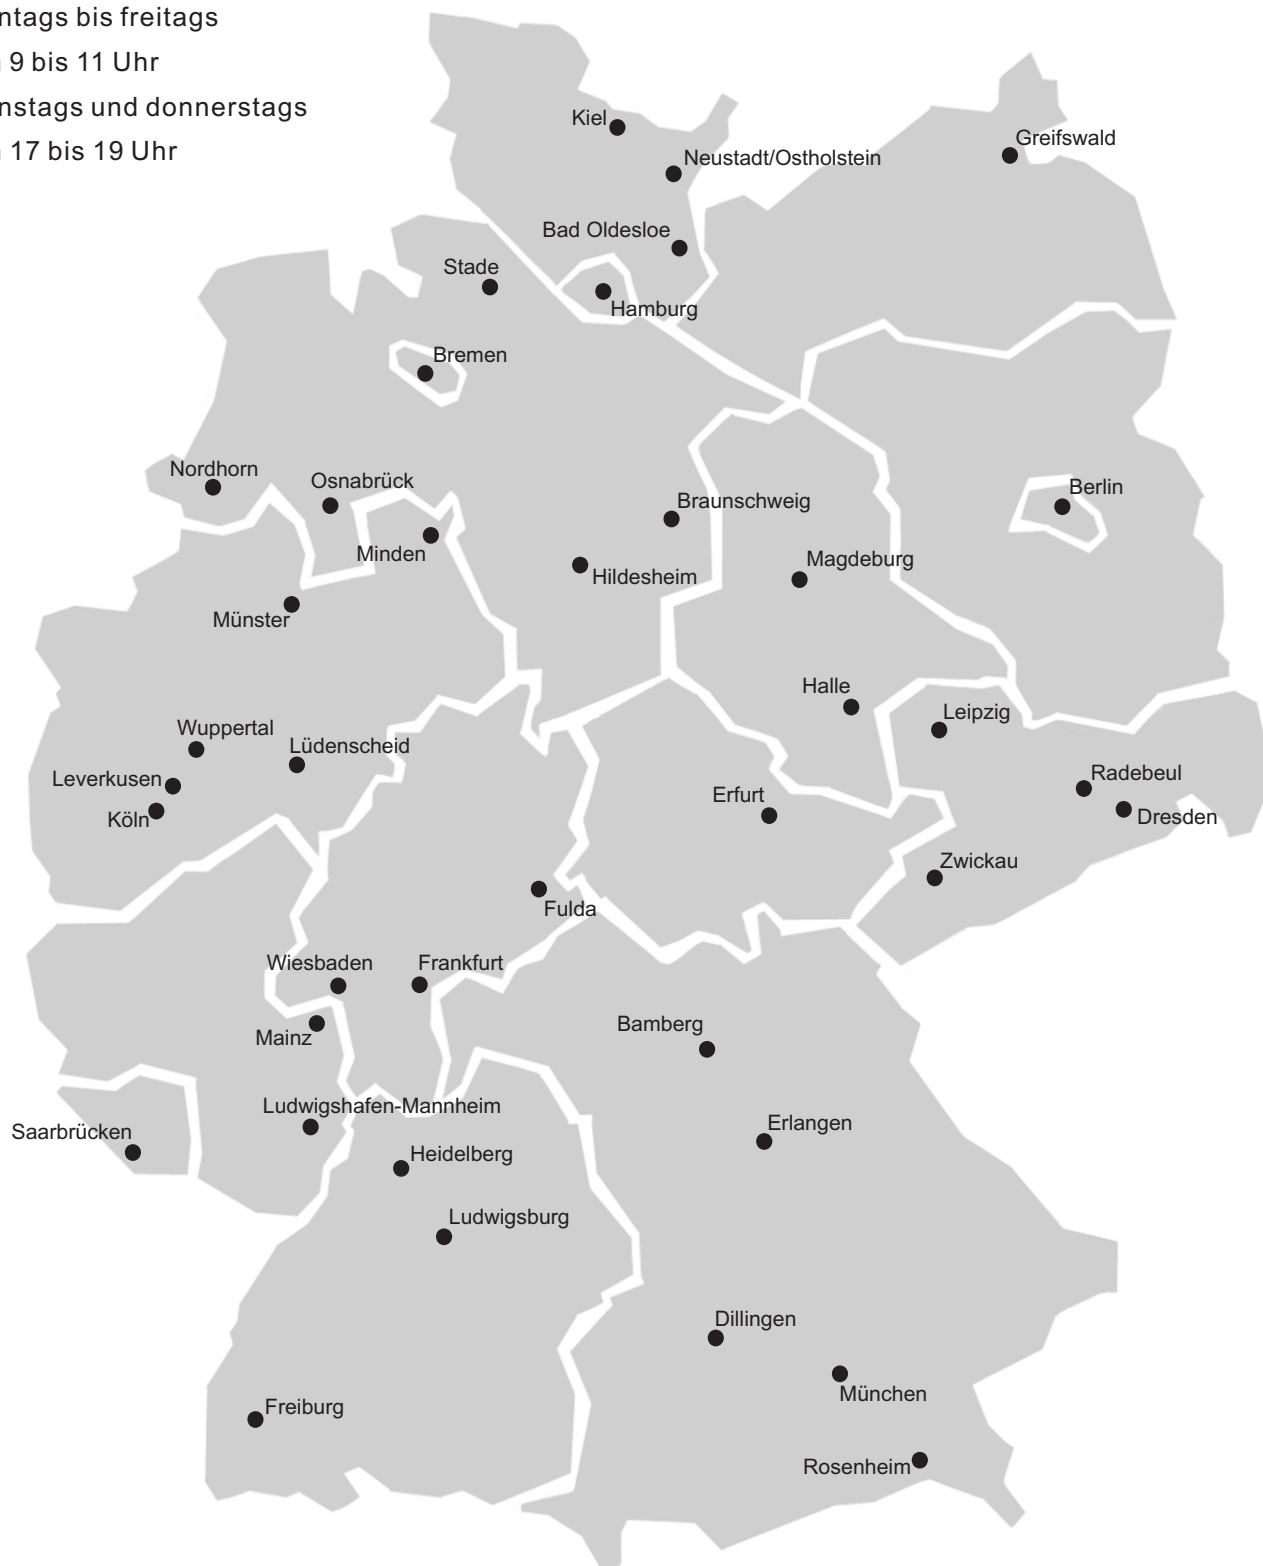 ntags bis freitags
9 bis 11 Uhr
nstags und donnerstags
17 bis 19 Uhr
Kiel
Greifswald
Neustadt/Ostholstein
Bad Oldesloe
Stade
Hamburg
Bremen
Nordhorn
Osnabrück
Berlin
Braunschweig
Minden
Magdeburg
Hildesheim
Münster
Halle
Leipzig
Wuppertal
Lüdenscheid
Radebeul
Leverkusen
Erfurt
Köln
Dresden
Zwickau
Fulda
Wiesbaden
Frankfurt
Bamberg
Mainz
Ludwigshafen-Mannheim
Erlangen
Saarbrücken
Heidelberg
Ludwigsburg
Dillingen
München
Freiburg
Rosenheim